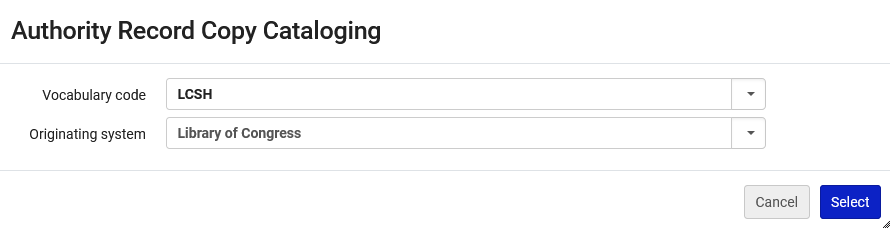 Authority Record Copy Cataloging
Vocabulary code LCSH
Originating system Library of Congress
Cancel Select